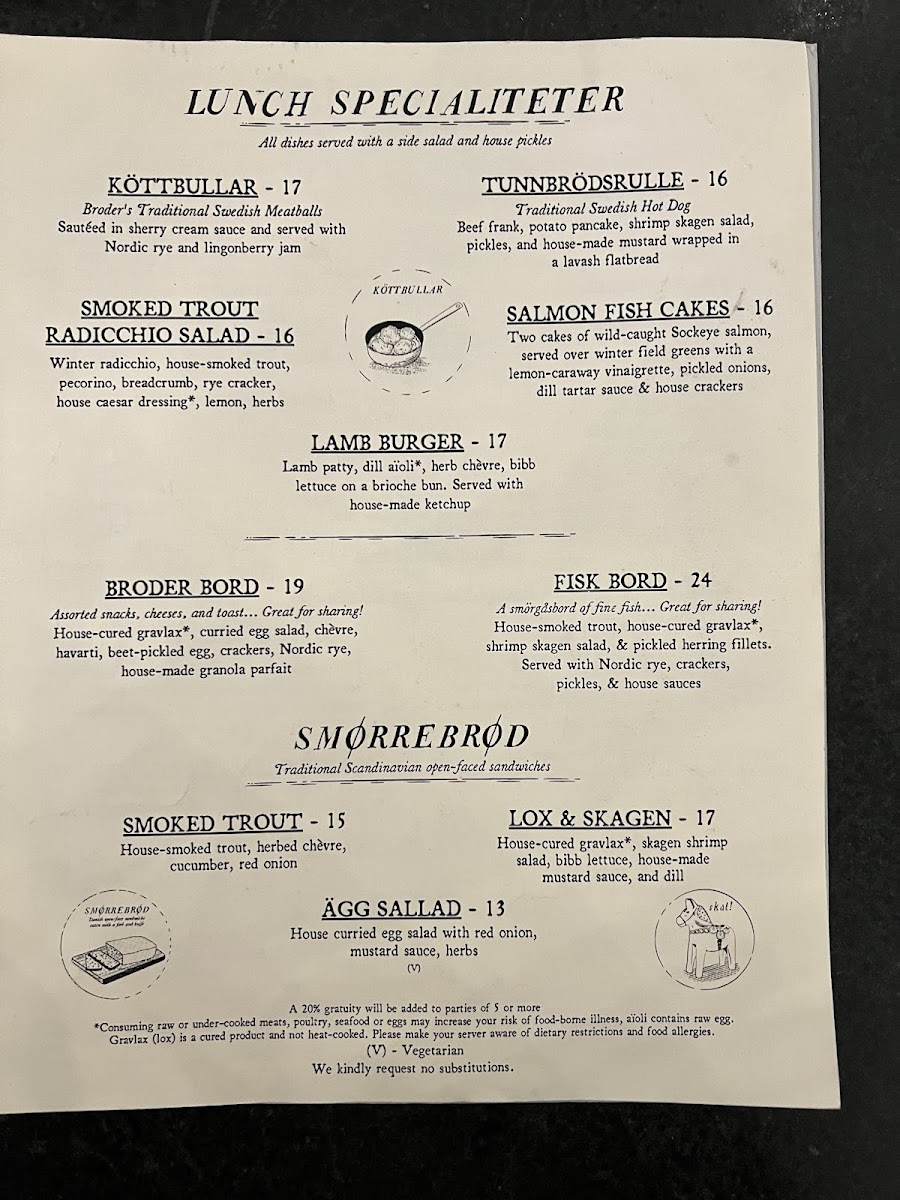 LUNCH SPECIALITETER
All dishes served with a side salad and house pickles
KÖTTBULLAR - 17
Broder's Traditional Swedish Meatballs
Sautéed in sherry cream sauce and served with
Nordic rye and lingonberry jam
TUNNBRÖDSRULLE - 16
Traditional Swedish Hot Dog
Beef frank, potato pancake, shrimp skagen salad,
pickles, and house-made mustard wrapped in
a lavash flatbread
SMOKED TROUT
RADICCHIO SALAD - 16
Winter radicchio, house-smoked trout,
pecorino, breadcrumb, rye cracker,
house caesar dressing*, lemon, herbs
KÖTTBULLAR
SALMON FISH CAKES - 16
Two cakes of wild-caught Sockeye salmon,
served over winter field greens with a
lemon-caraway vinaigrette, pickled onions,
dill tartar sauce & house crackers
LAMB BURGER - 17
Lamb patty, dill aïoli*, herb chèvre, bibb
lettuce on a brioche bun. Served with
house-made ketchup
BRODER BORD - 19
Assorted snacks, cheeses, and toast... Great for sharing!
House-cured gravlax*, curried egg salad, chèvre,
havarti, beet-pickled egg, crackers, Nordic rye,
house-made granola parfait
FISK BORD - 24
A smörgåsbord of fine fish... Great for sharing!
House-smoked trout, house-cured gravlax*,
shrimp skagen salad, & pickled herring fillets.
Served with Nordic rye, crackers,
pickles, & house sauces
SMØRREBRØD
Traditional Scandinavian open-faced sandwiches
SMOKED TROUT - 15
House-smoked trout, herbed chèvre,
cucumber, red onion
LOX & SKAGEN - 17
House-cured gravlax*, skagen shrimp
salad, bibb lettuce, house-made
mustard sauce, and dill
SMØRREBRØD
Danish open-face sandwiche
eaten with a fork and knife
ÄGG SALLAD - 13
House curried egg salad with red onion,
mustard sauce, herbs
(V)
skal!
A 20% gratuity will be added to parties of 5 or more
*Consuming raw or under-cooked meats, poultry, seafood or eggs may increase your risk of food-borne illness, aïoli contains raw egg.
Gravlax (lox) is a cured product and not heat-cooked. Please make your server aware of dietary restrictions and food allergies.
(V) - Vegetarian
We kindly request no substitutions.